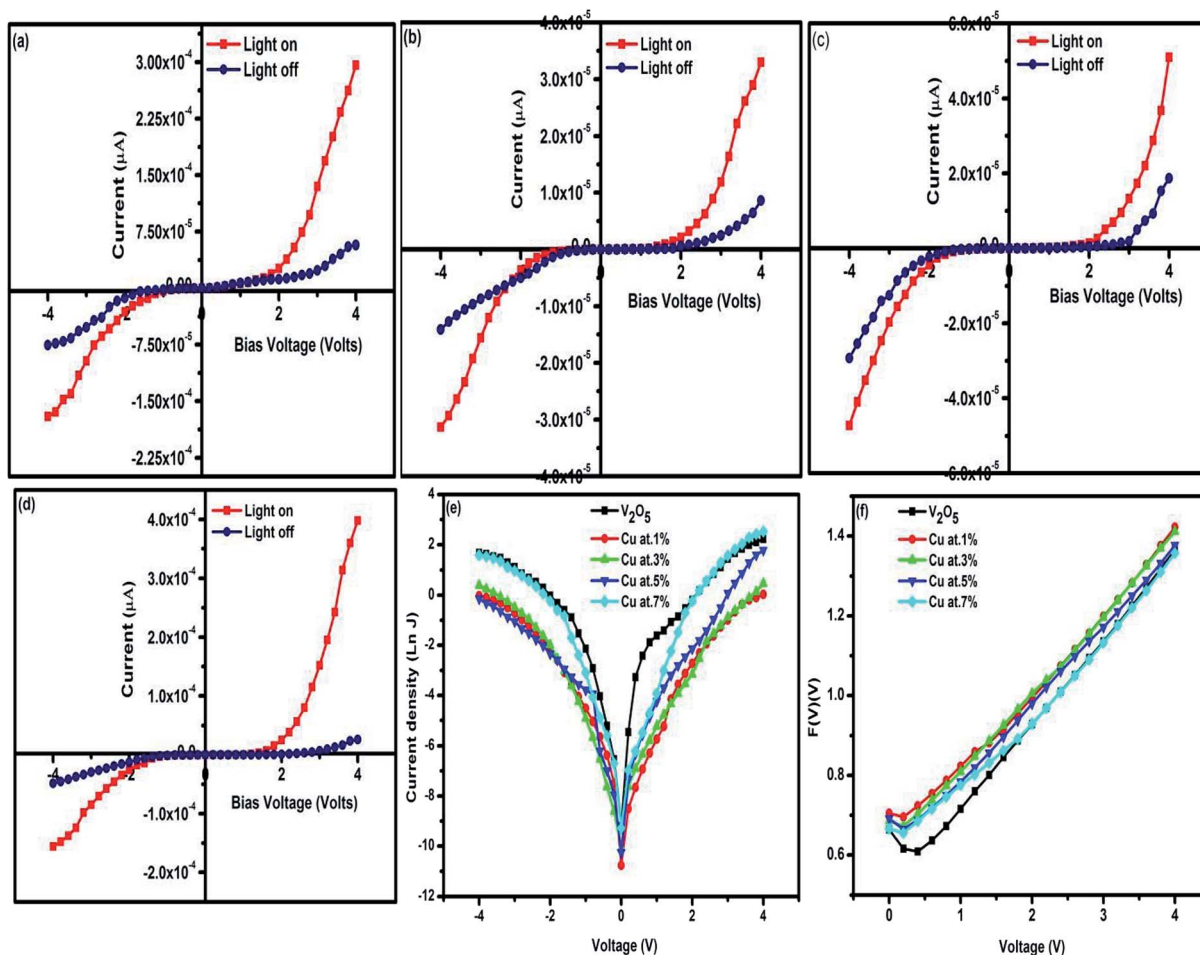 (a)
Light on
Light off
3.00x10⁻⁴
2.25x10⁻⁴
1.50x10⁻⁴
7.50x10⁻⁵
0.00
-7.50x10⁻⁵
-1.50x10⁻⁴
-2.25x10⁻⁴
Current (μA)
-4 -2 0 2 4
Bias Voltage (Volts)
(b)
Light on
Light off
4.0x10⁻⁵
3.0x10⁻⁵
2.0x10⁻⁵
1.0x10⁻⁵
0.0
-1.0x10⁻⁵
-2.0x10⁻⁵
-3.0x10⁻⁵
-4.0x10⁻⁵
Current (μA)
-4 -2 0 2 4
Bias Voltage (Volts)
(c)
Light on
Light off
6.0x10⁻⁵
4.0x10⁻⁵
2.0x10⁻⁵
0.0
-2.0x10⁻⁵
-4.0x10⁻⁵
-6.0x10⁻⁵
Current (μA)
-4 -2 0 2 4
Bias Voltage (Volts)
(d)
Light on
Light off
4.0x10⁻⁴
3.0x10⁻⁴
2.0x10⁻⁴
1.0x10⁻⁴
0.0
-1.0x10⁻⁴
-2.0x10⁻⁴
Current (μA)
-4 -2 0 2 4
Bias Voltage (Volts)
(e)
V₂O₅
Cu at.1%
Cu at.3%
Cu at.5%
Cu at.7%
4
2
0
-2
-4
-6
-8
-10
-12
Current density (Ln J)
-4 -2 0 2 4
Voltage (V)
(f)
V₂O₅
Cu at.1%
Cu at.3%
Cu at.5%
Cu at.7%
1.4
1.2
1.0
0.8
0.6
F(V)(V)
0 1 2 3 4
Voltage (V)